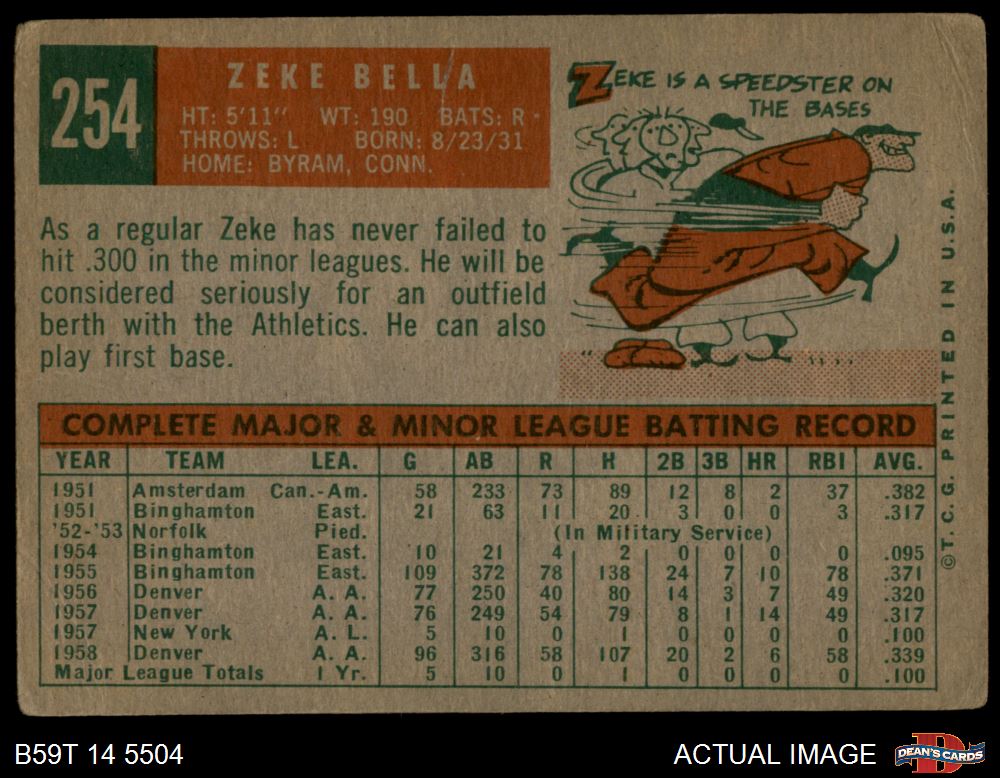 254
ZEKE BELLA
HT: 5'11" WT: 190 BATS: R
THROWS: L BORN: 8/23/31
HOME: BYRAM, CONN.
ZEKE IS A SPEEDSTER ON
THE BASES
As a regular Zeke has never failed to
hit .300 in the minor leagues. He will be
considered seriously for an outfield
berth with the Athletics. He can also
play first base.
COMPLETE MAJOR & MINOR LEAGUE BATTING RECORD
YEAR TEAM LEA. G AB R H 2B 3B HR RBI AVG.
1951 Amsterdam Can.-Am. 58 233 73 89 12 8 2 37 .382
1951 Binghamton East. 21 63 11 20 3 0 0 3 .317
'52-'53 Norfolk Pied. (In Military Service)
1954 Binghamton East. 10 21 4 2 0 0 0 0 .095
1955 Binghamton East. 109 372 78 138 24 7 10 78 .371
1956 Denver A. A. 77 250 40 80 14 3 7 49 .320
1957 Denver A. A. 76 249 54 79 8 1 14 49 .317
1957 New York A. L. 5 10 0 1 0 0 0 0 .100
1958 Denver A. A. 96 316 58 107 20 2 6 58 .339
Major League Totals 1 Yr. 5 10 0 1 0 0 0 0 .100
©T. C. G. PRINTED IN U.S.A.
B59T 14 5504
ACTUAL IMAGE
DEAN'S CARDS